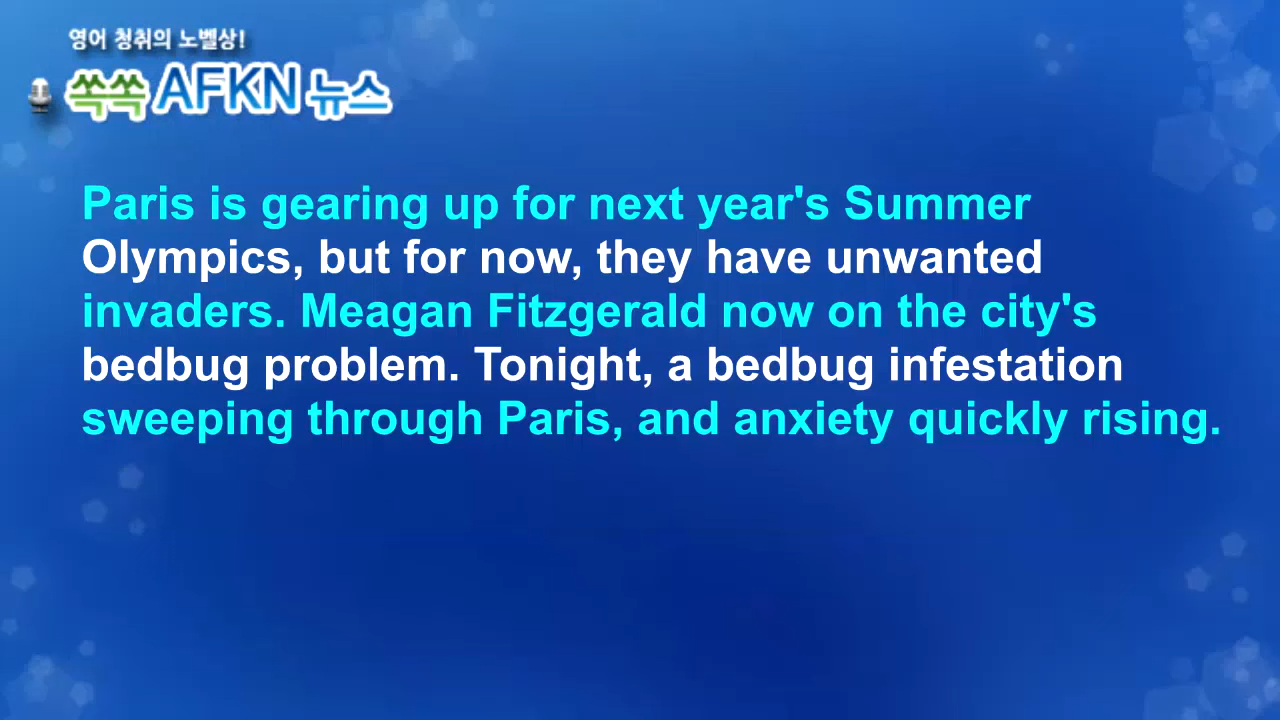 영어 청취의 노벨상!
쏙쏙 AFKN 뉴스
Paris is gearing up for next year's Summer
Olympics, but for now, they have unwanted
invaders. Meagan Fitzgerald now on the city's
bedbug problem. Tonight, a bedbug infestation
sweeping through Paris, and anxiety quickly rising.